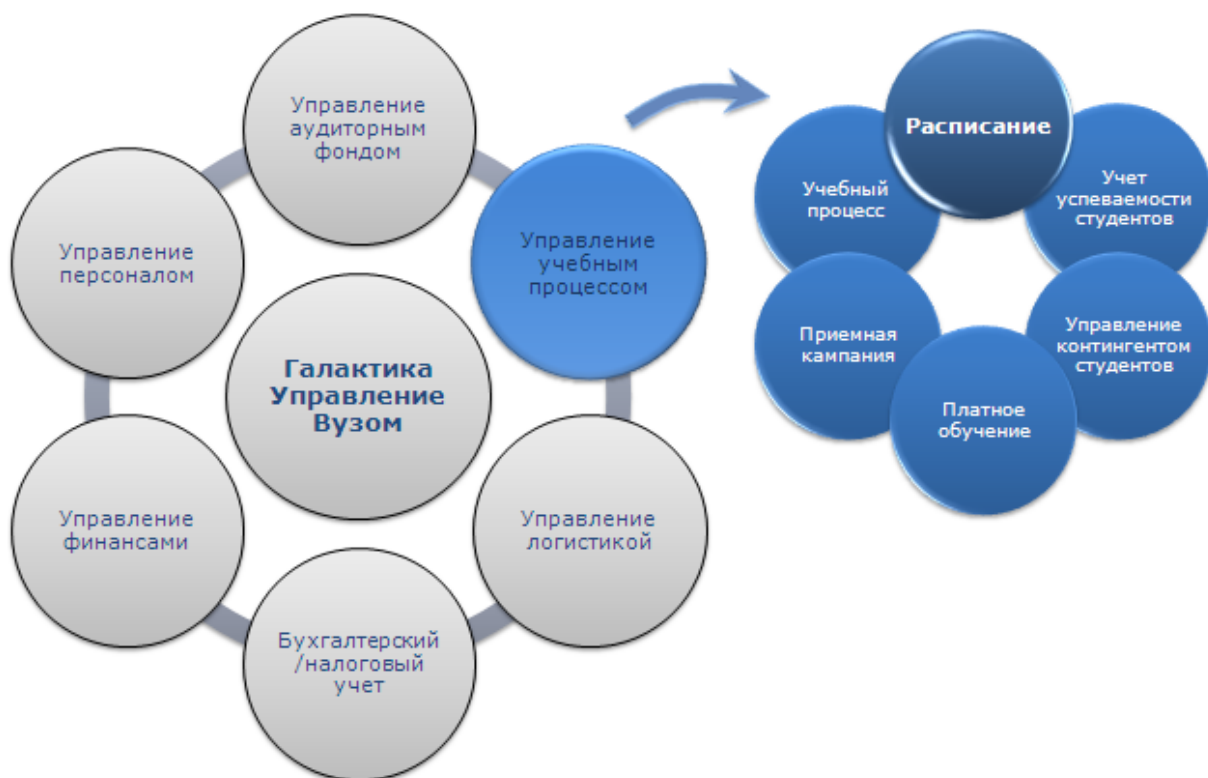 Управление
аудиторным
фондом
Управление
персоналом
Управление
учебным
процессом
Галактика
Управление
Вузом
Управление
финансами
Управление
логистикой
Бухгалтерский
/налоговый
учет
Расписание
Учебный
процесс
Учет
успеваемости
студентов
Приемная
кампания
Управление
контингентом
студентов
Платное
обучение